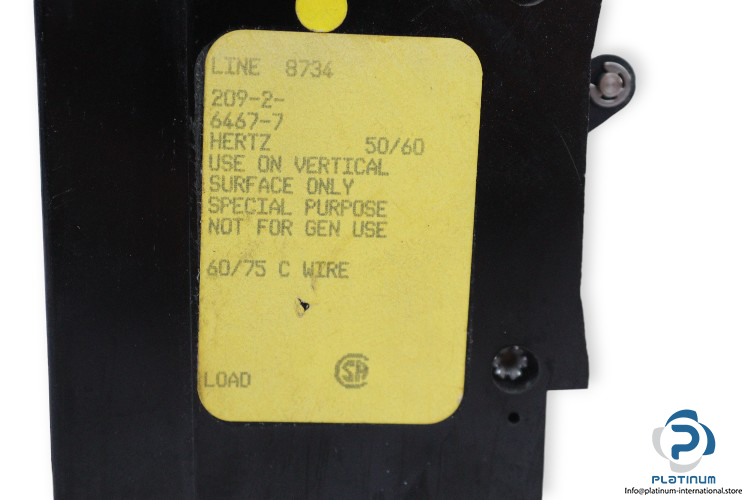 LINE 8734
209-2-
6467-7
HERTZ 50/60
USE ON VERTICAL
SURFACE ONLY
SPECIAL PURPOSE
NOT FOR GEN USE
60/75 C WIRE
LOAD
CSA
PLATINUM
Info@platinum-international.store